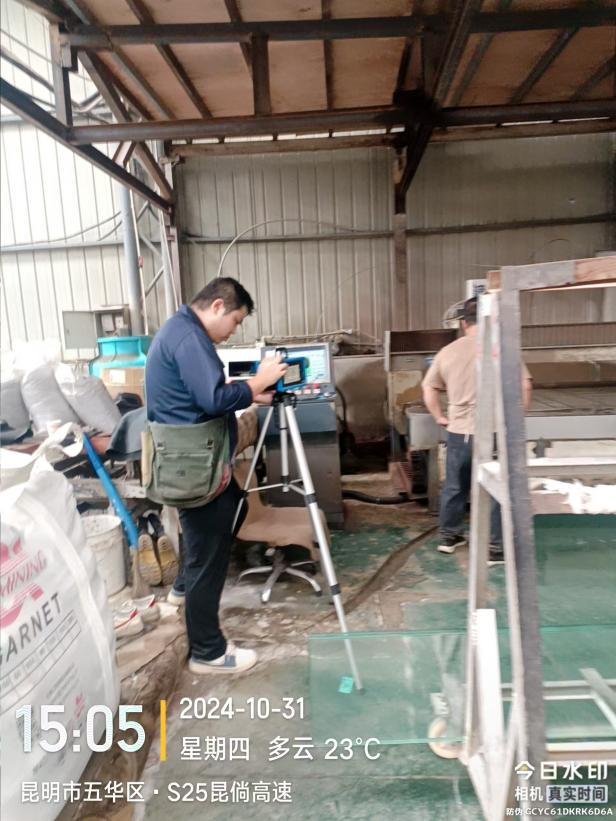 MINING
GARNET
15:05
2024-10-31
星期四 多云 23℃
昆明市五华区·S25昆倘高速
今日水印
相机 真实时间
防伪 GCYC61DKRK6D6A